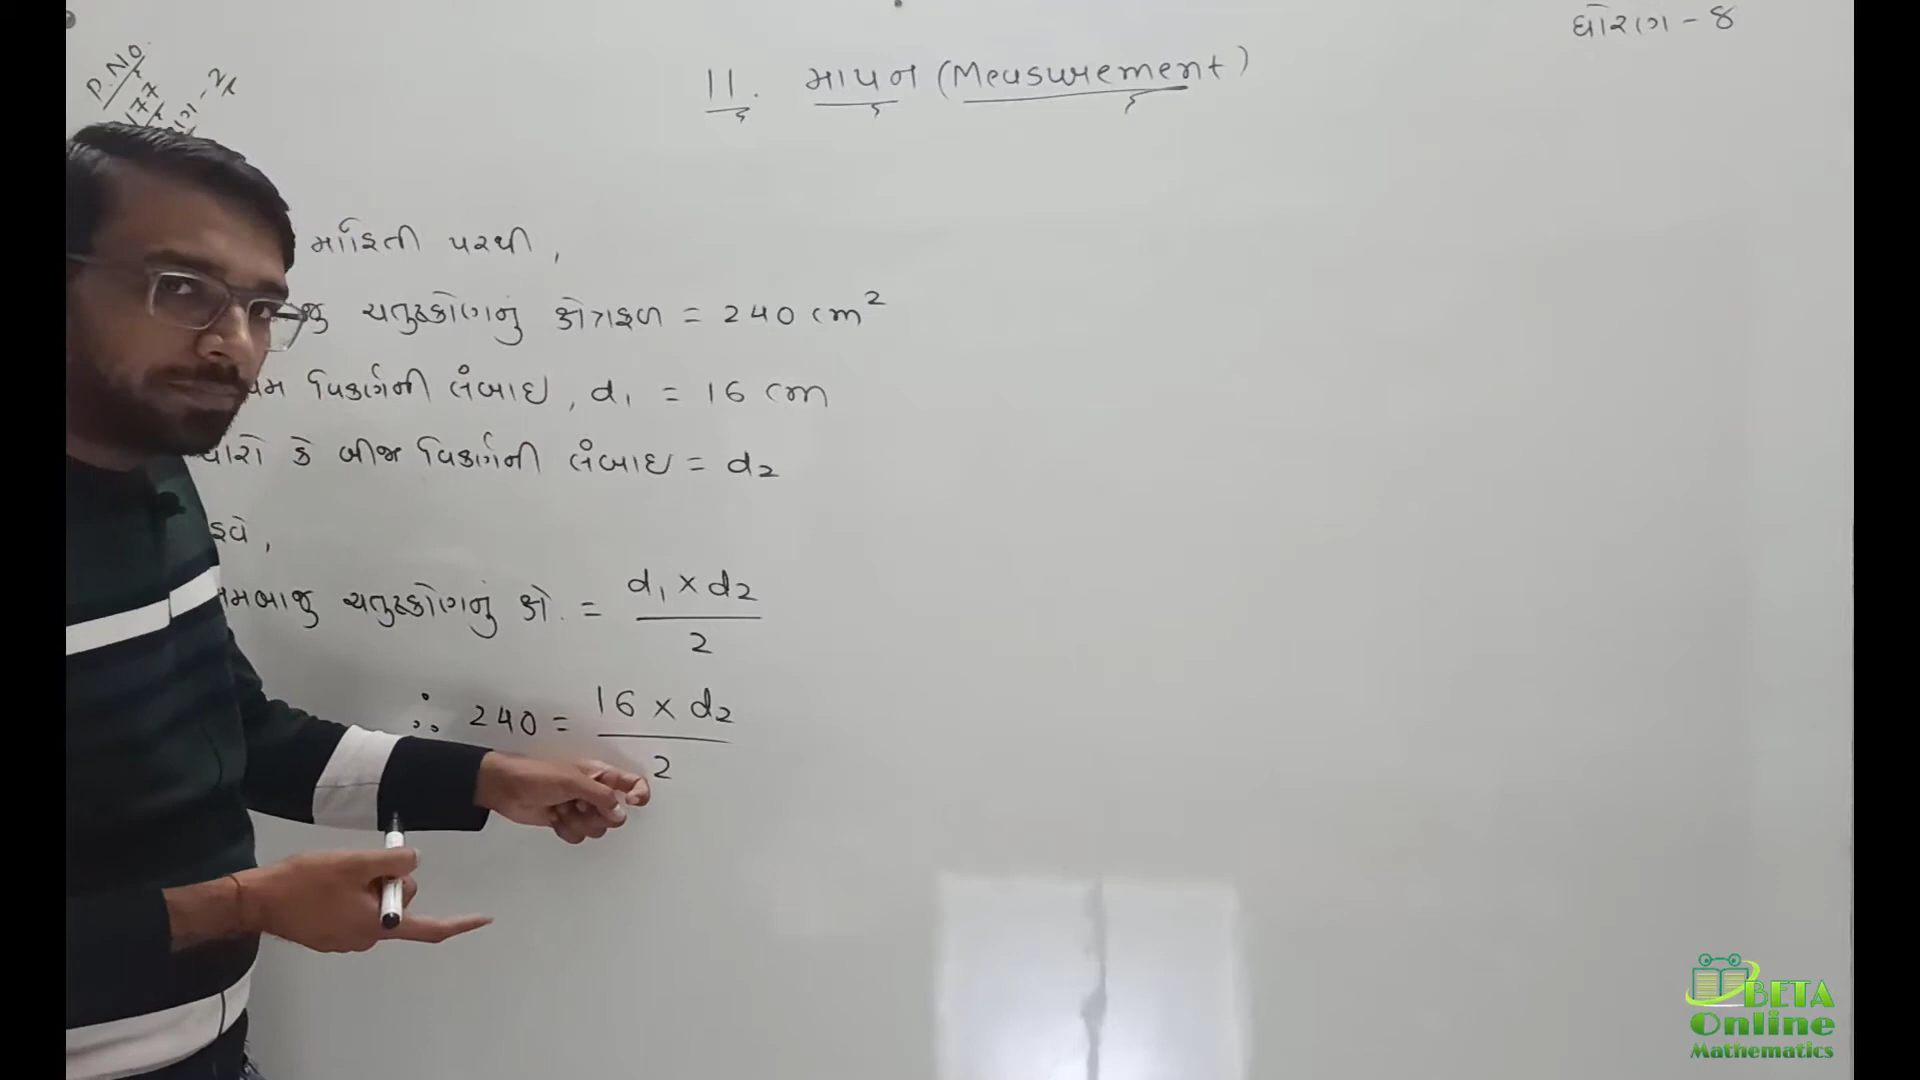 ધોરણ - 8
11. માપન (Measurement)
P.NO.
177
માહિતી પરથી,
ચતુષ્કોણનું ક્ષેત્રફળ = 240 cm²
વિકર્ણની લંબાઇ, d₁ = 16 cm
ધારો કે બીજા વિકર્ણની લંબાઇ = d₂
હવે,
સમબાજુ ચતુષ્કોણનું ક્ષે. = d₁ × d₂ / 2
∴ 240 = 16 × d₂ / 2
BETA
Online
Mathematics